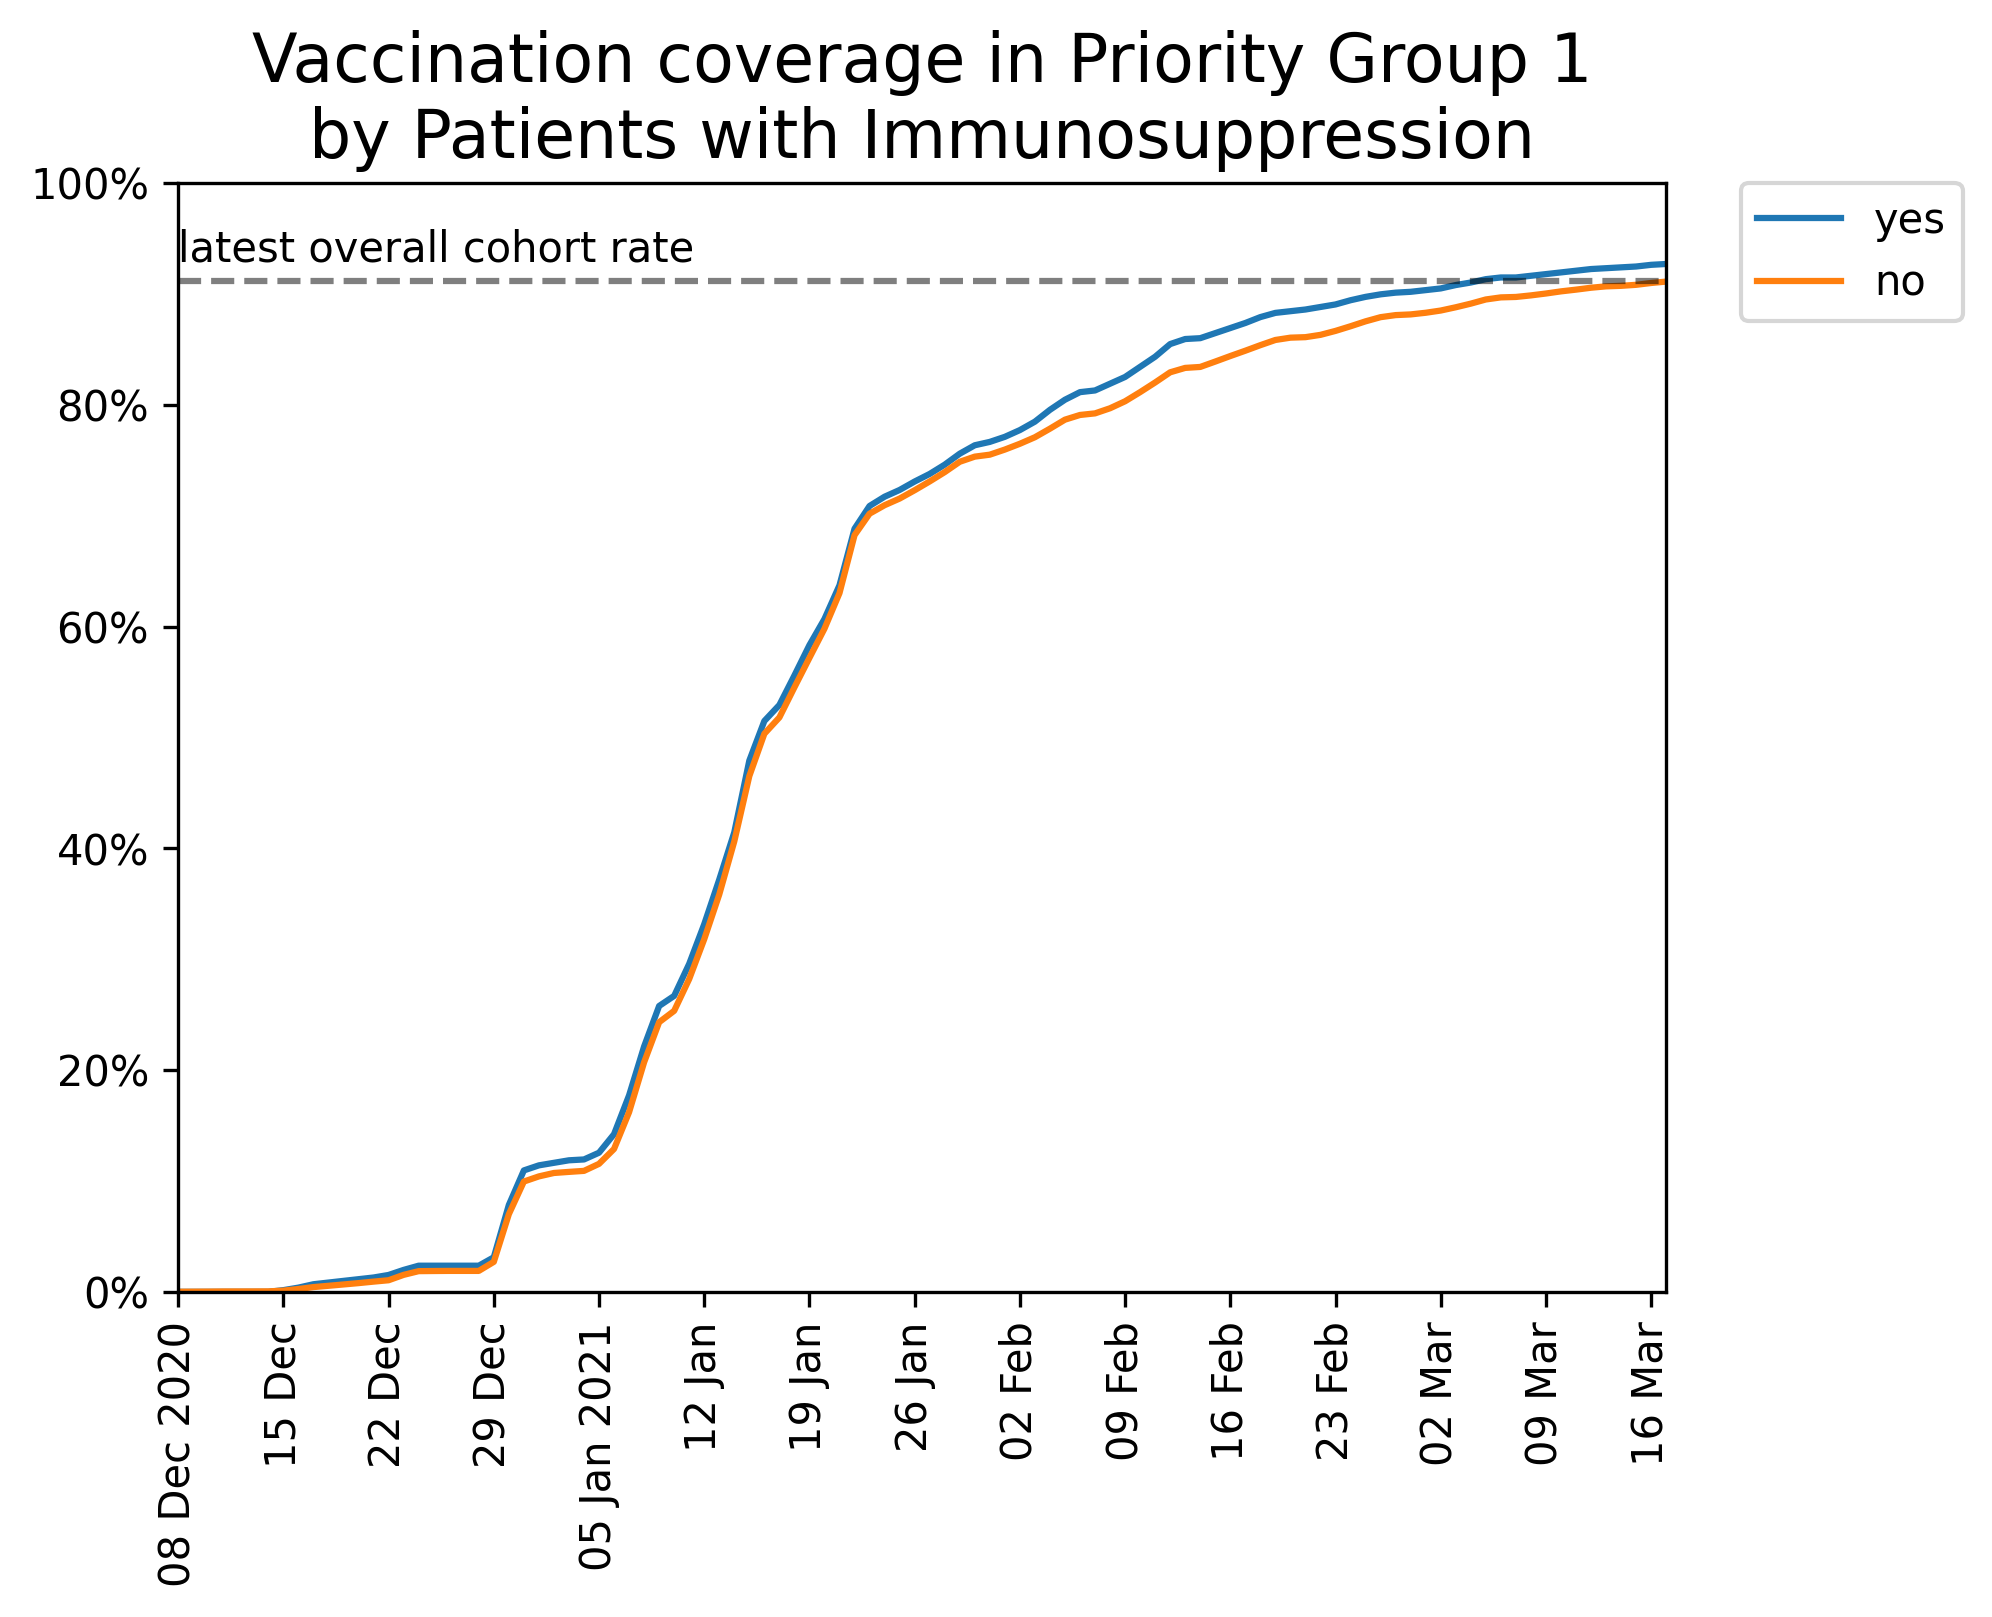 Vaccination coverage in Priority Group 1
by Patients with Immunosuppression
100%
80%
60%
40%
20%
0%
latest overall cohort rate
yes
no
08 Dec 2020
15 Dec
22 Dec
29 Dec
05 Jan 2021
12 Jan
19 Jan
26 Jan
02 Feb
09 Feb
16 Feb
23 Feb
02 Mar
09 Mar
16 Mar